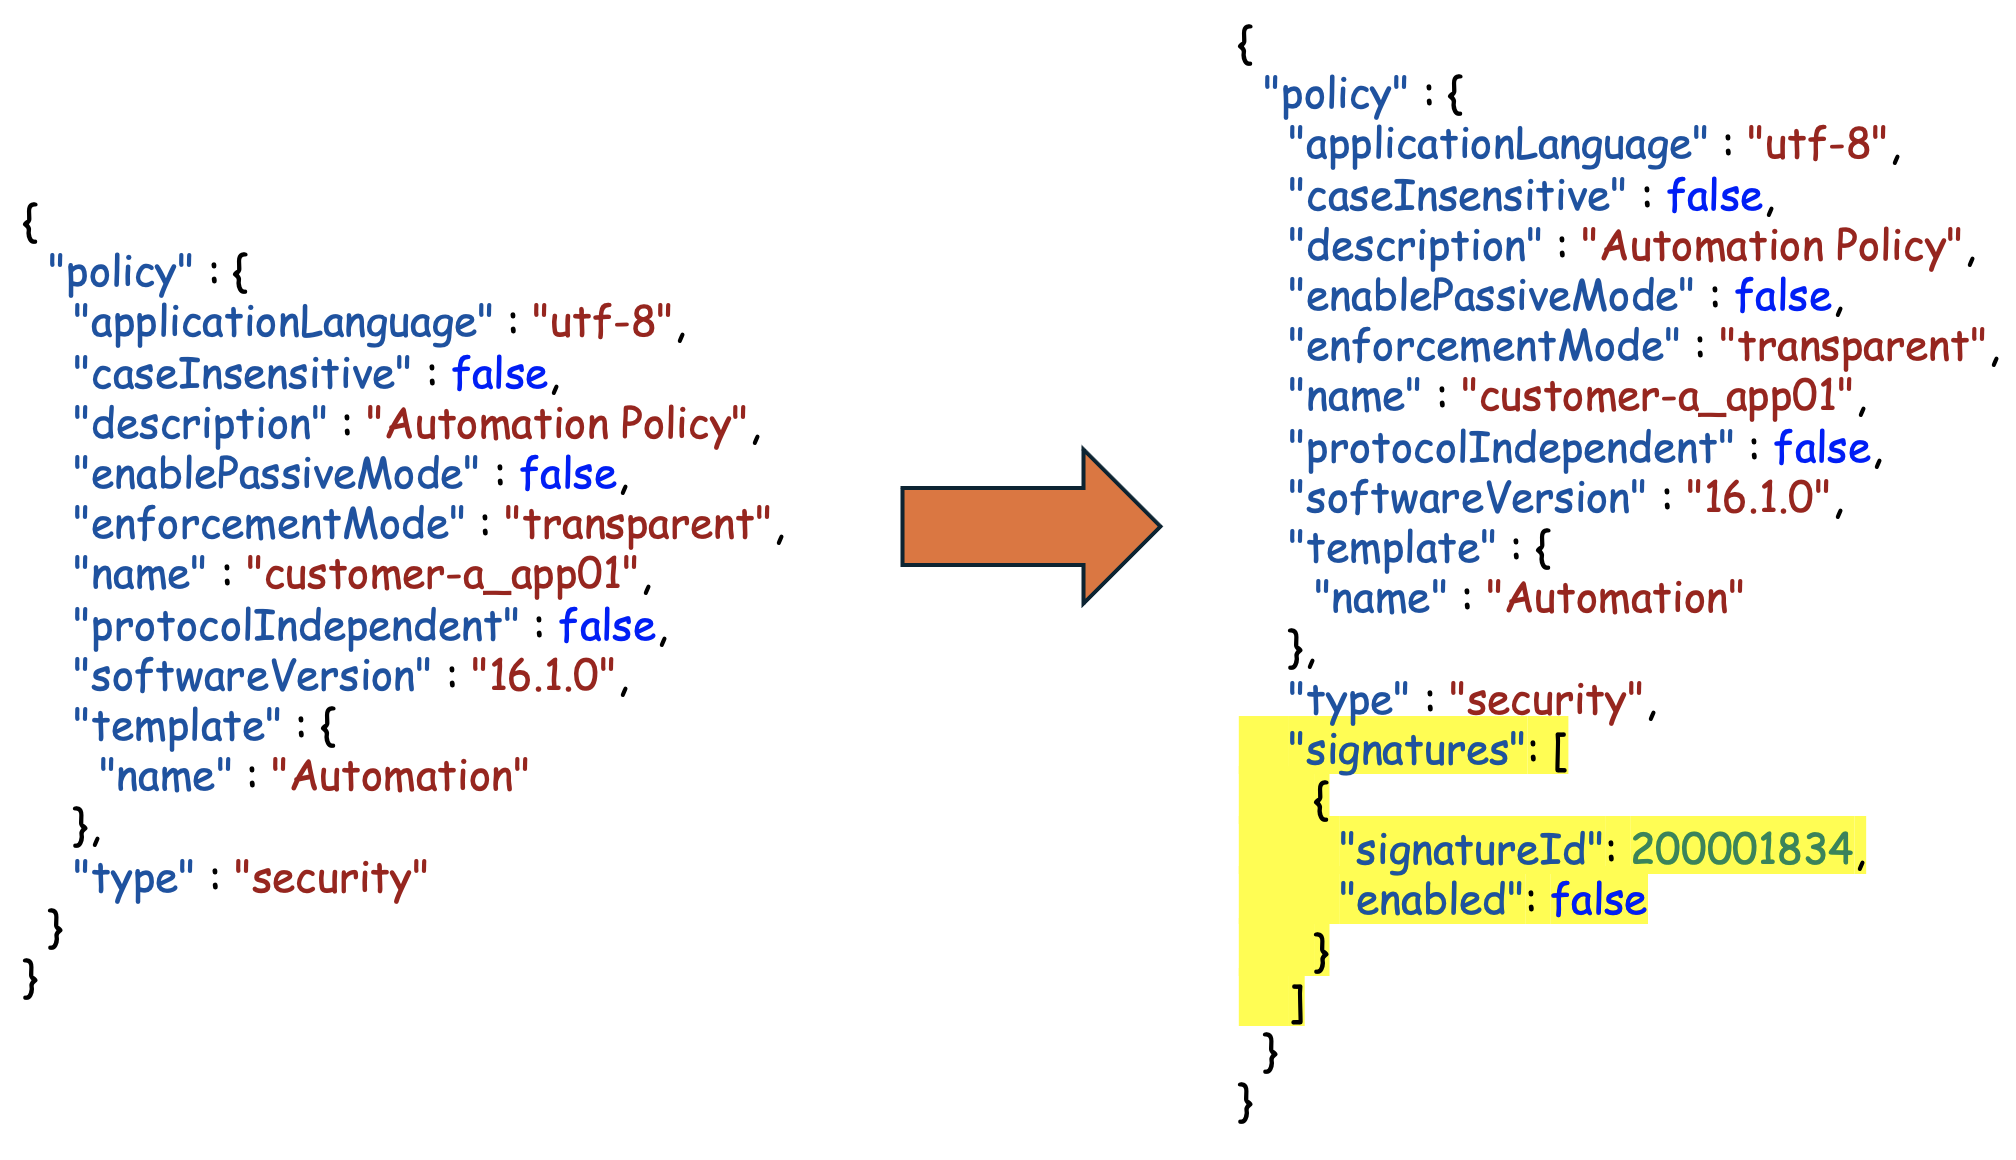 {
"policy" : {
"applicationLanguage" : "utf-8",
"caseInsensitive" : false,
"description" : "Automation Policy",
"enablePassiveMode" : false,
"enforcementMode" : "transparent",
"name" : "customer-a_app01",
"protocolIndependent" : false,
"softwareVersion" : "16.1.0",
"template" : {
"name" : "Automation"
},
"type" : "security"
}
}
{
"policy" : {
"applicationLanguage" : "utf-8",
"caseInsensitive" : false,
"description" : "Automation Policy",
"enablePassiveMode" : false,
"enforcementMode" : "transparent",
"name" : "customer-a_app01",
"protocolIndependent" : false,
"softwareVersion" : "16.1.0",
"template" : {
"name" : "Automation"
},
"type" : "security",
"signatures": [
{
"signatureId": 200001834,
"enabled": false
}
]
}
}